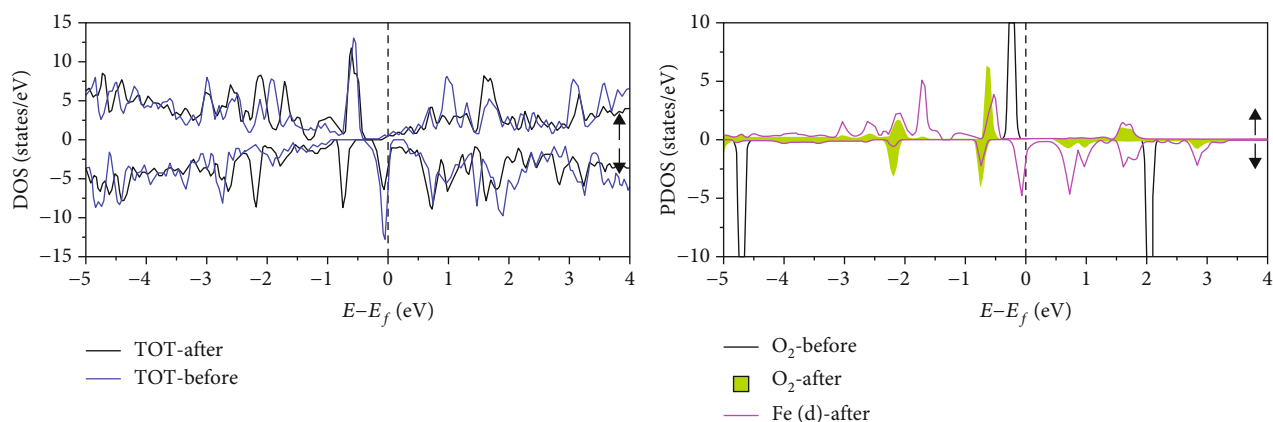 15
10
5
0
−5
−10
−15
DOS (states/eV)
−5 −4 −3 −2 −1 0 1 2 3 4
E−E_f (eV)
TOT-after
TOT-before
10
5
0
−5
−10
PDOS (states/eV)
−5 −4 −3 −2 −1 0 1 2 3 4
E−E_f (eV)
O₂-before
O₂-after
Fe (d)-after